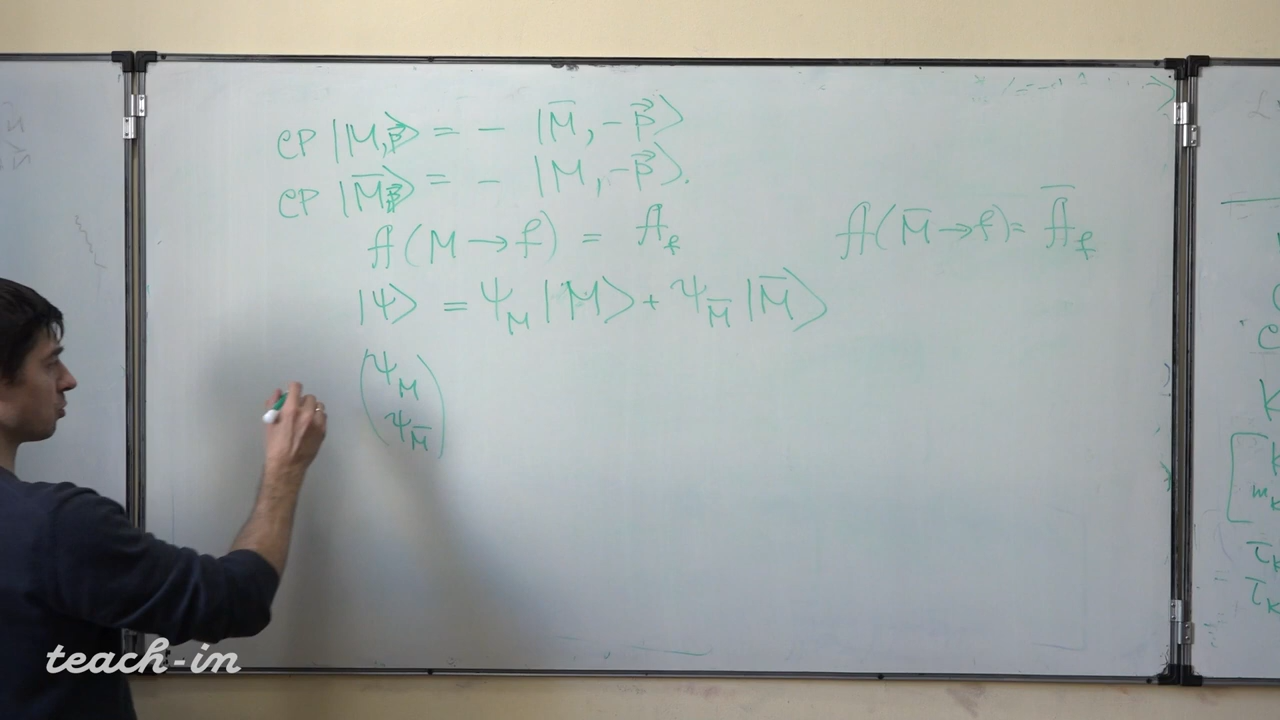 CP |M, p⃗⟩ = − |M̄, −p⃗⟩
CP |M̄ p⃗⟩ = − |M, −p⃗⟩.
A(M → f) = A_f A(M̄ → f) = Ā_f
|ψ⟩ = ψ_M |M⟩ + ψ_M̄ |M̄⟩
(ψ_M
ψ_M̄)
teach-in